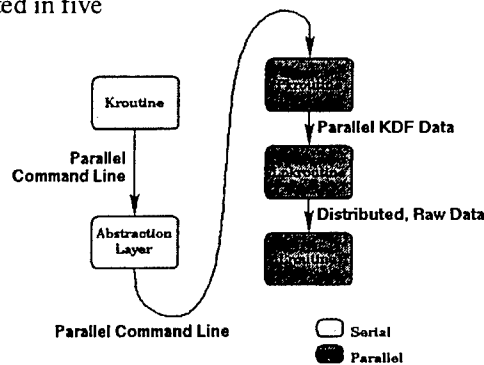 ted in five
Kroutine
Parallel
Command Line
Abstraction
Layer
Parallel Command Line
Parallel KDF Data
Distributed, Raw Data
Serial
Parallel